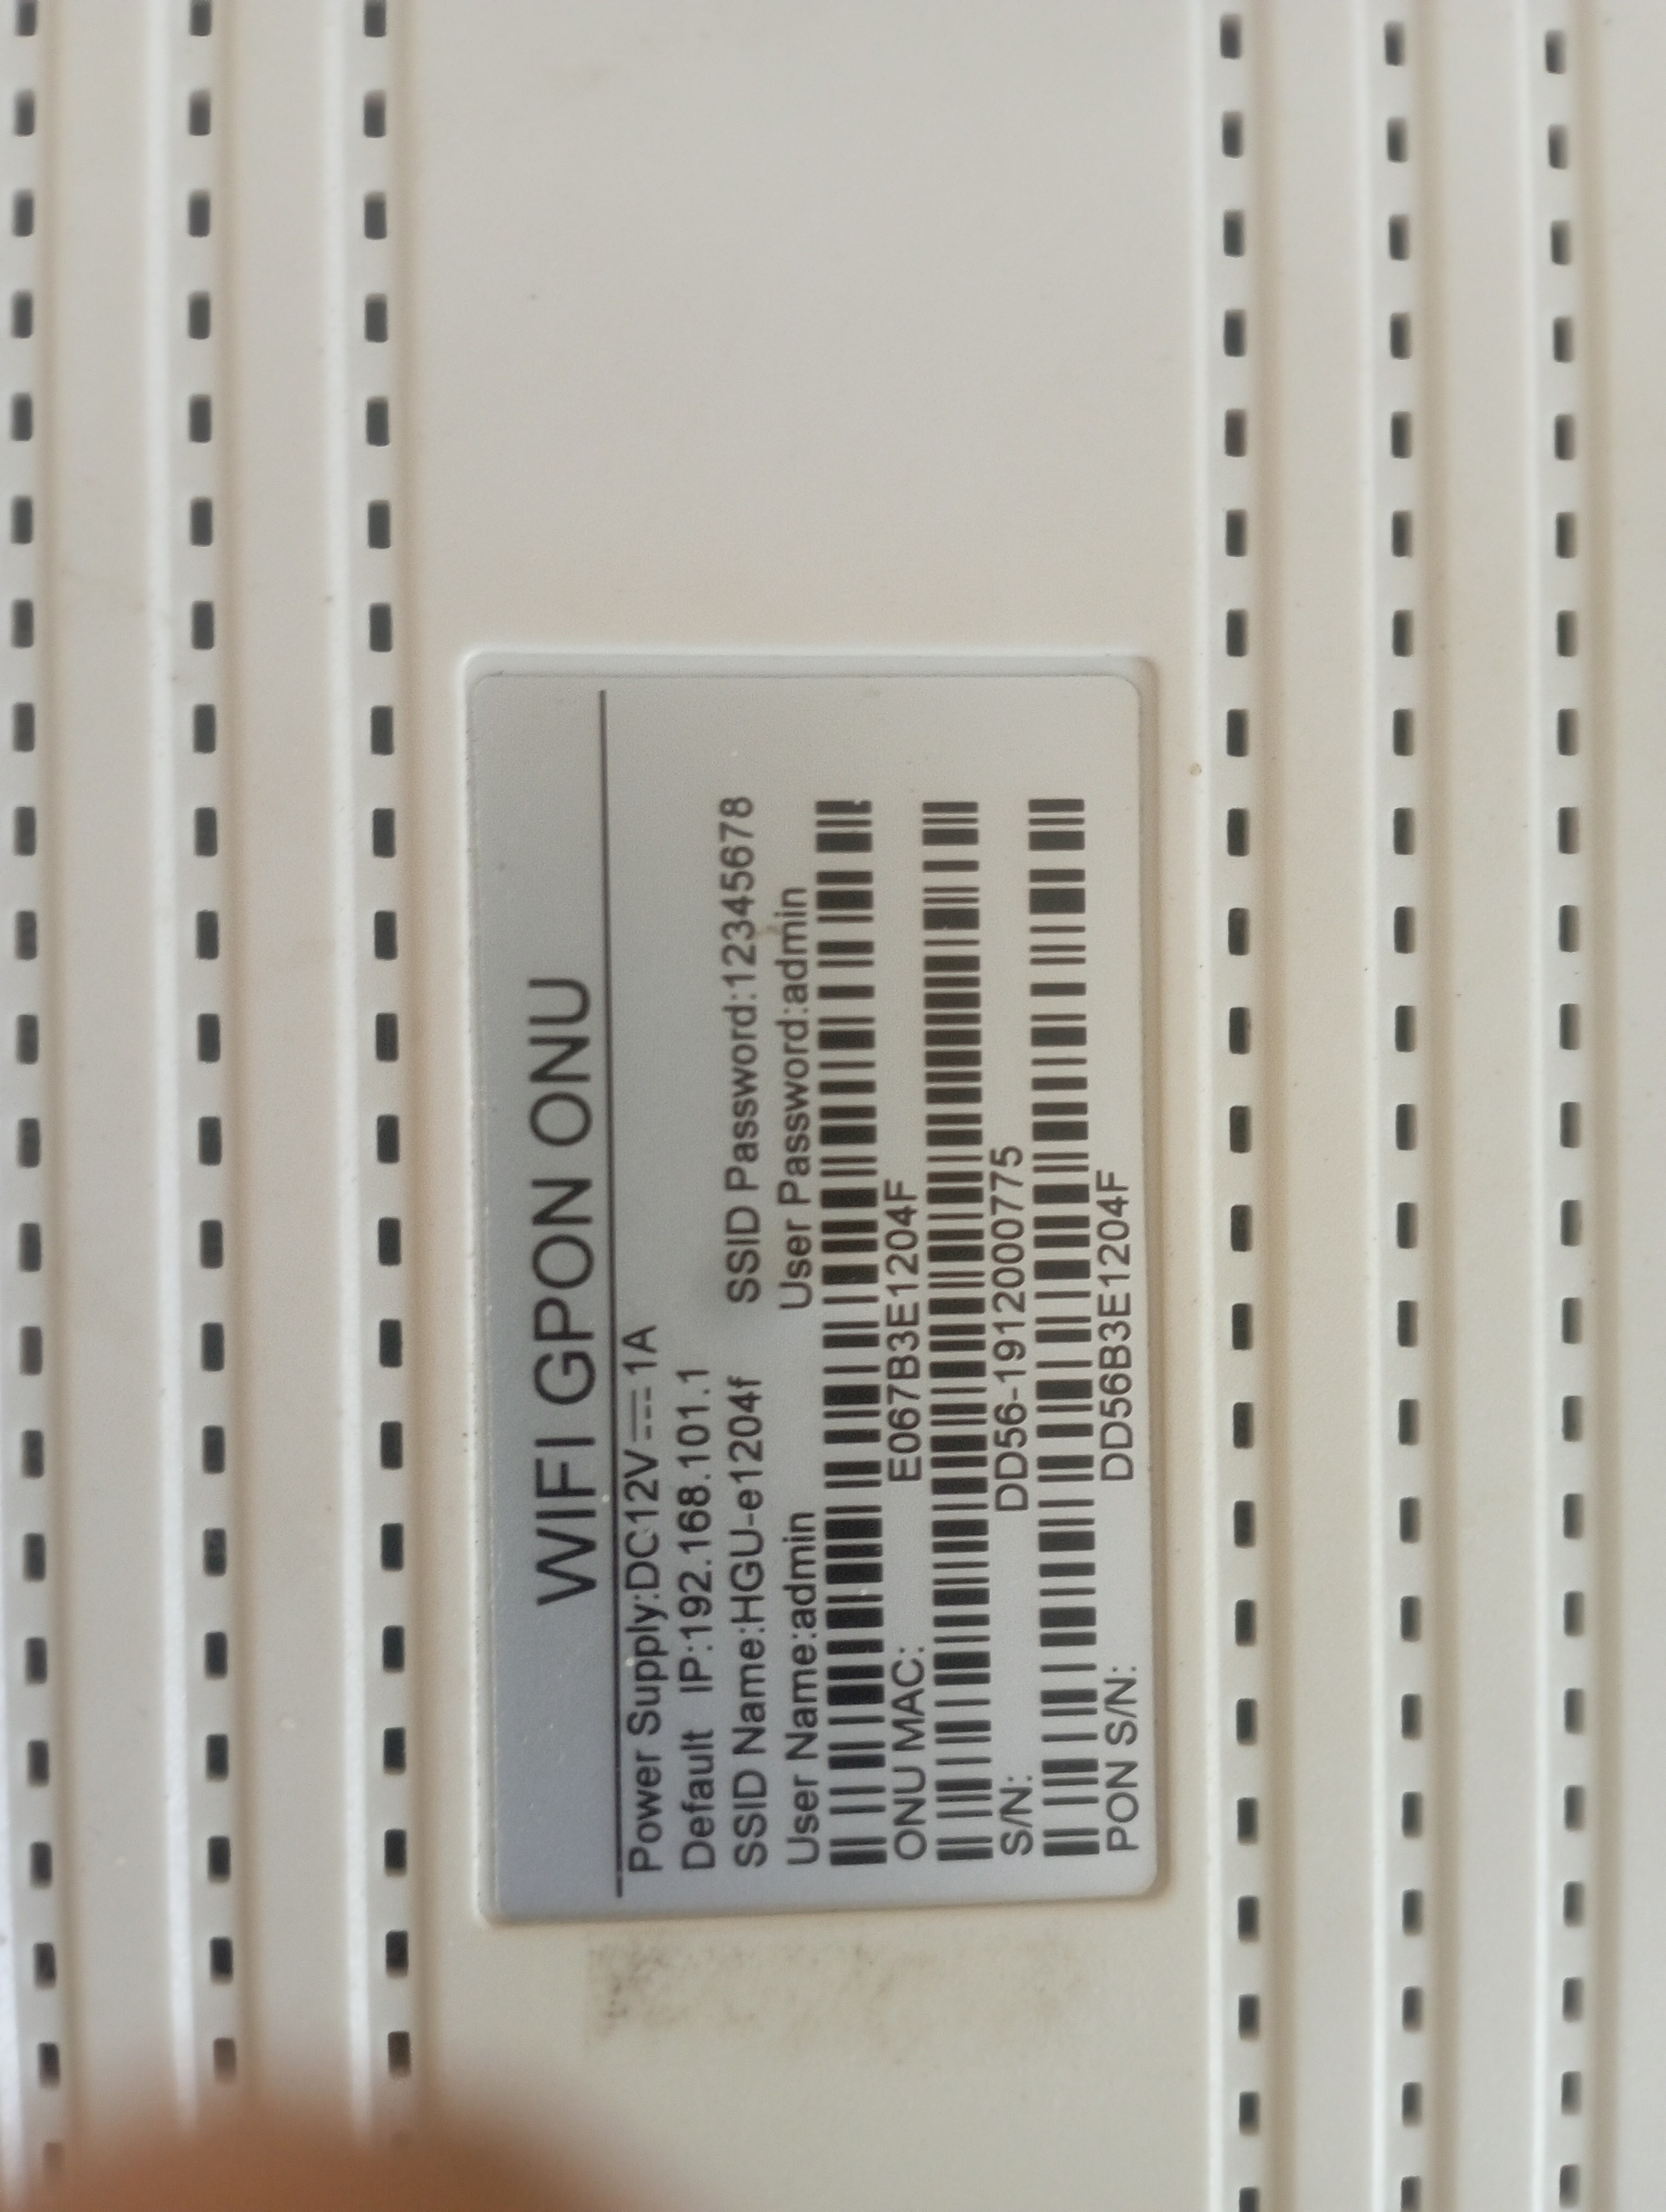 WIFI GPON ONU
Power Supply:DC12V⎓1A
Default IP:192.168.101.1
SSID Name:HGU-e1204f SSID Password:12345678
User Name:admin User Password:admin
ONU MAC: E067B3E1204F
S/N: DD56-1912000775
PON S/N: DD56B3E1204F